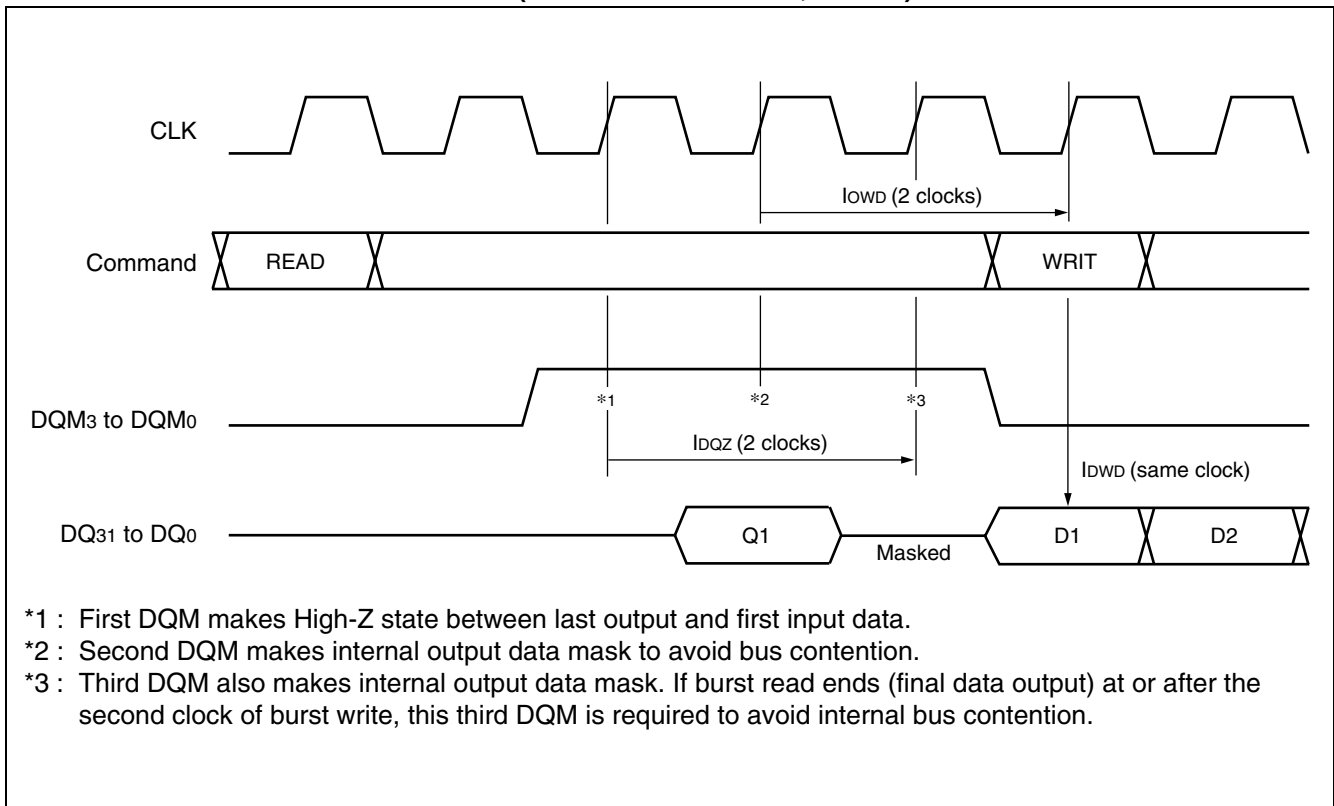 CLK
IOWD (2 clocks)
Command READ WRIT
*1 *2 *3
DQM3 to DQM0
IDQZ (2 clocks)
IDWD (same clock)
DQ31 to DQ0 Q1 D1 D2
Masked
*1 : First DQM makes High-Z state between last output and first input data.
*2 : Second DQM makes internal output data mask to avoid bus contention.
*3 : Third DQM also makes internal output data mask. If burst read ends (final data output) at or after the
second clock of burst write, this third DQM is required to avoid internal bus contention.